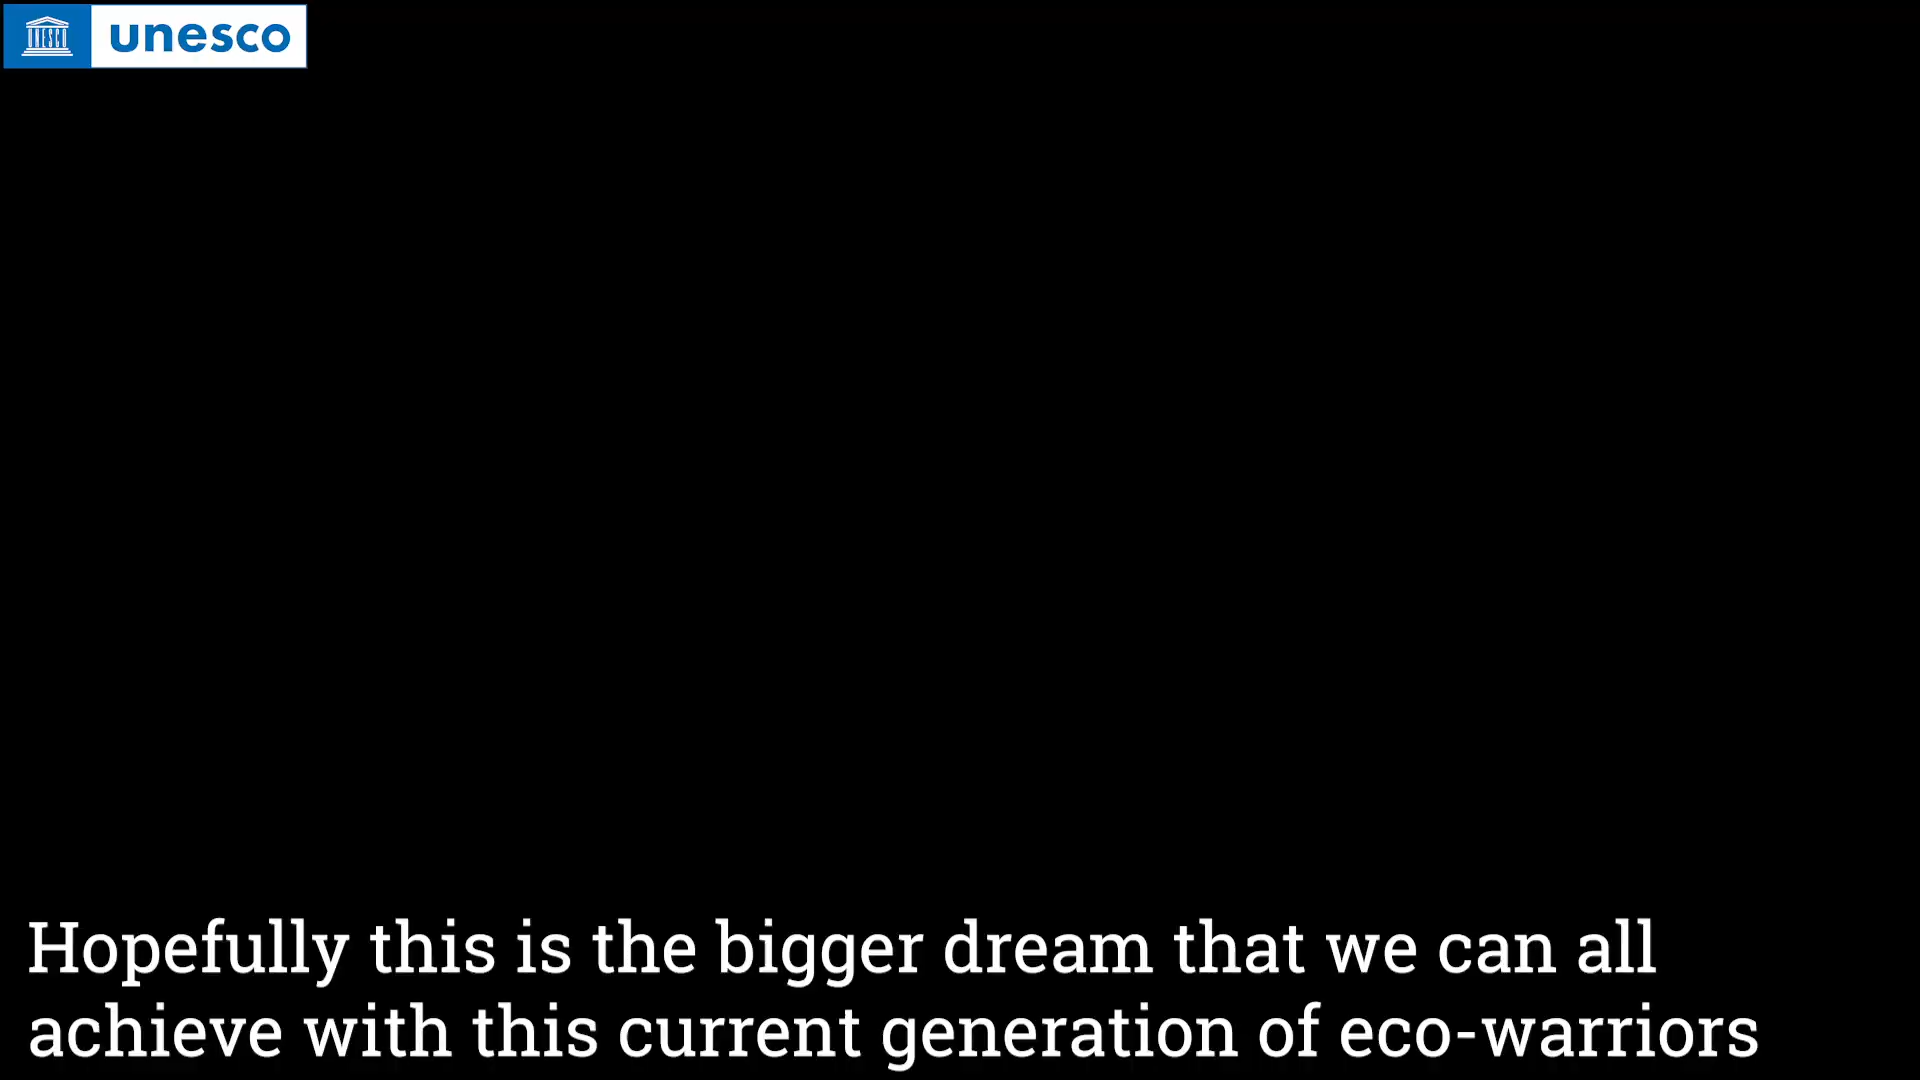 UNESCO
unesco
Hopefully this is the bigger dream that we can all
achieve with this current generation of eco-warriors